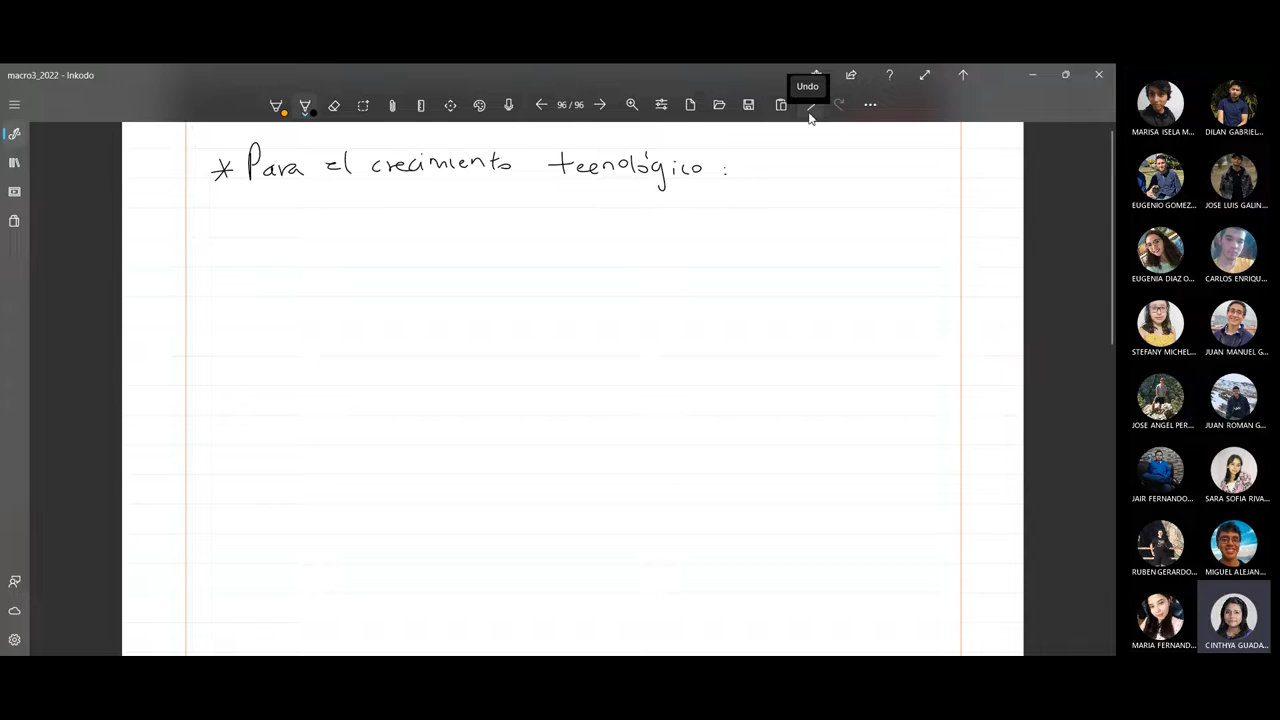 macro3_2022 - Inkodo
Undo
96 / 96
* Para el crecimiento tecnológico :
MARISA ISELA M...
DILAN GABRIEL...
EUGENIO GOMEZ...
JOSE LUIS GALIN...
EUGENIA DIAZ O...
CARLOS ENRIQU...
STEFANY MICHEL...
JUAN MANUEL G...
JOSE ANGEL PER...
JUAN ROMAN G...
JAIR FERNANDO...
SARA SOFIA RIVA...
RUBEN GERARDO...
MIGUEL ALEJAN...
MARIA FERNAND...
CINTHYA GUADA...